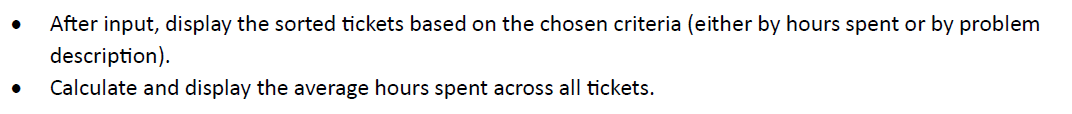 • After input, display the sorted tickets based on the chosen criteria (either by hours spent or by problem
description).
• Calculate and display the average hours spent across all tickets.